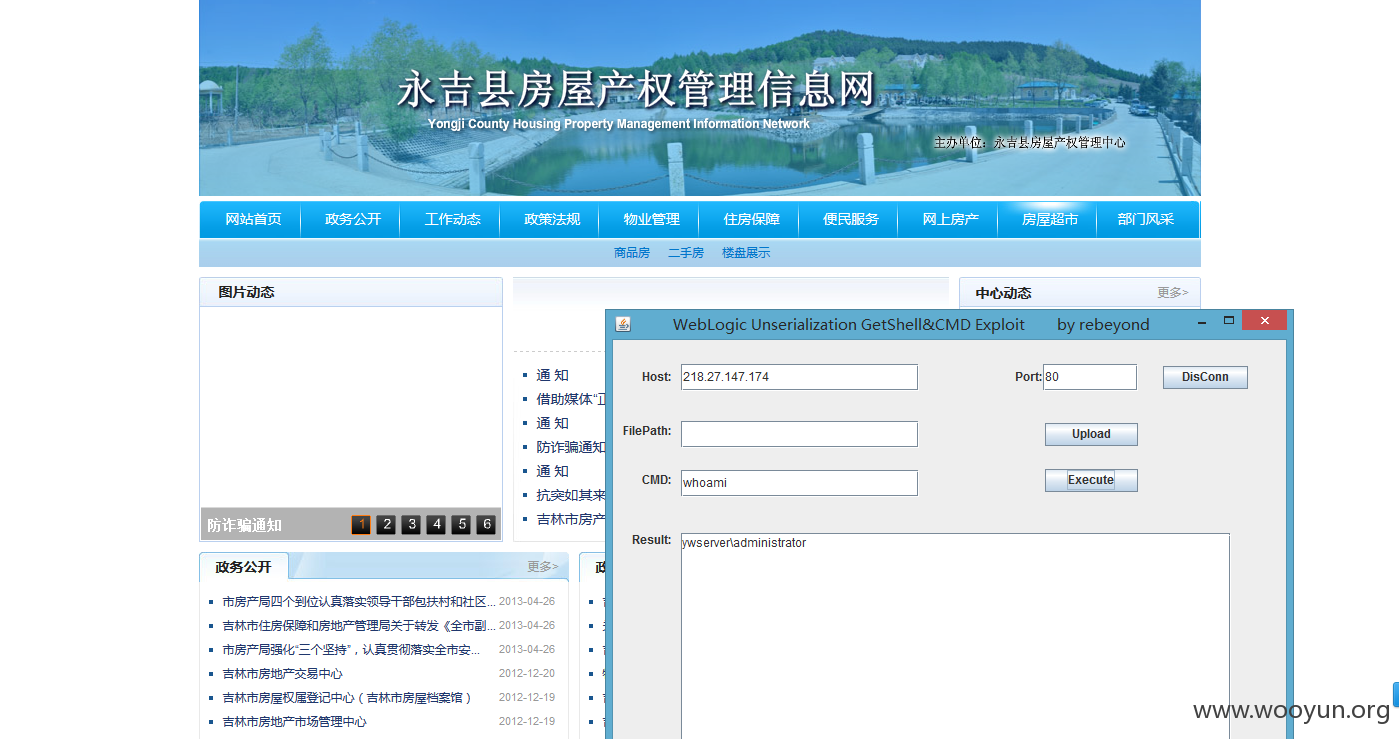 永吉县房屋产权管理信息网
Yongji County Housing Property Management Information Network
主办单位：永吉县房屋产权管理中心
网站首页 政务公开 工作动态 政策法规 物业管理 住房保障 便民服务 网上房产 房屋超市 部门风采
商品房 二手房 楼盘展示
图片动态
中心动态 更多>
WebLogic Unserialization GetShell&CMD Exploit by rebeyond
Host: 218.27.147.174 Port: 80 DisConn
FilePath: Upload
CMD: whoami Execute
Result: ywserver\administrator
通 知
借助媒体“正
通 知
防诈骗通知
通 知
抗突如其来
吉林市房产
防诈骗通知 1 2 3 4 5 6
政务公开 更多>
市房产局四个到位认真落实领导干部包扶村和社区... 2013-04-26
吉林市住房保障和房地产管理局关于转发《全市副... 2013-04-26
市房产局强化“三个坚持”，认真贯彻落实全市安... 2013-04-26
吉林市房地产交易中心 2012-12-20
吉林市房屋权属登记中心（吉林市房屋档案馆） 2012-12-19
吉林市房地产市场管理中心 2012-12-19
www.wooyun.org